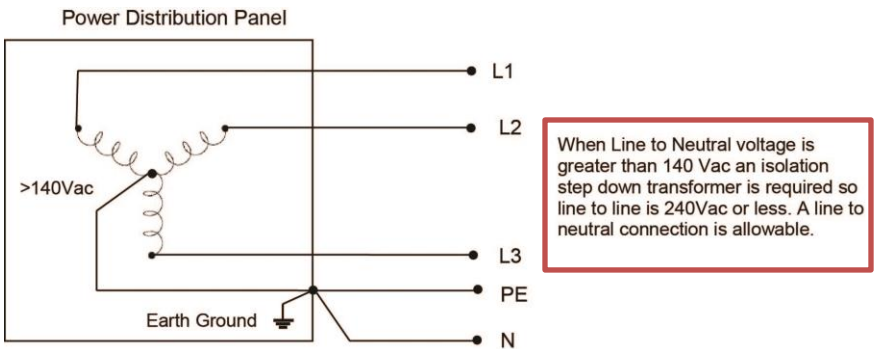 Power Distribution Panel
L1
L2
>140Vac
L3
PE
Earth Ground
N
When Line to Neutral voltage is
greater than 140 Vac an isolation
step down transformer is required so
line to line is 240Vac or less. A line to
neutral connection is allowable.